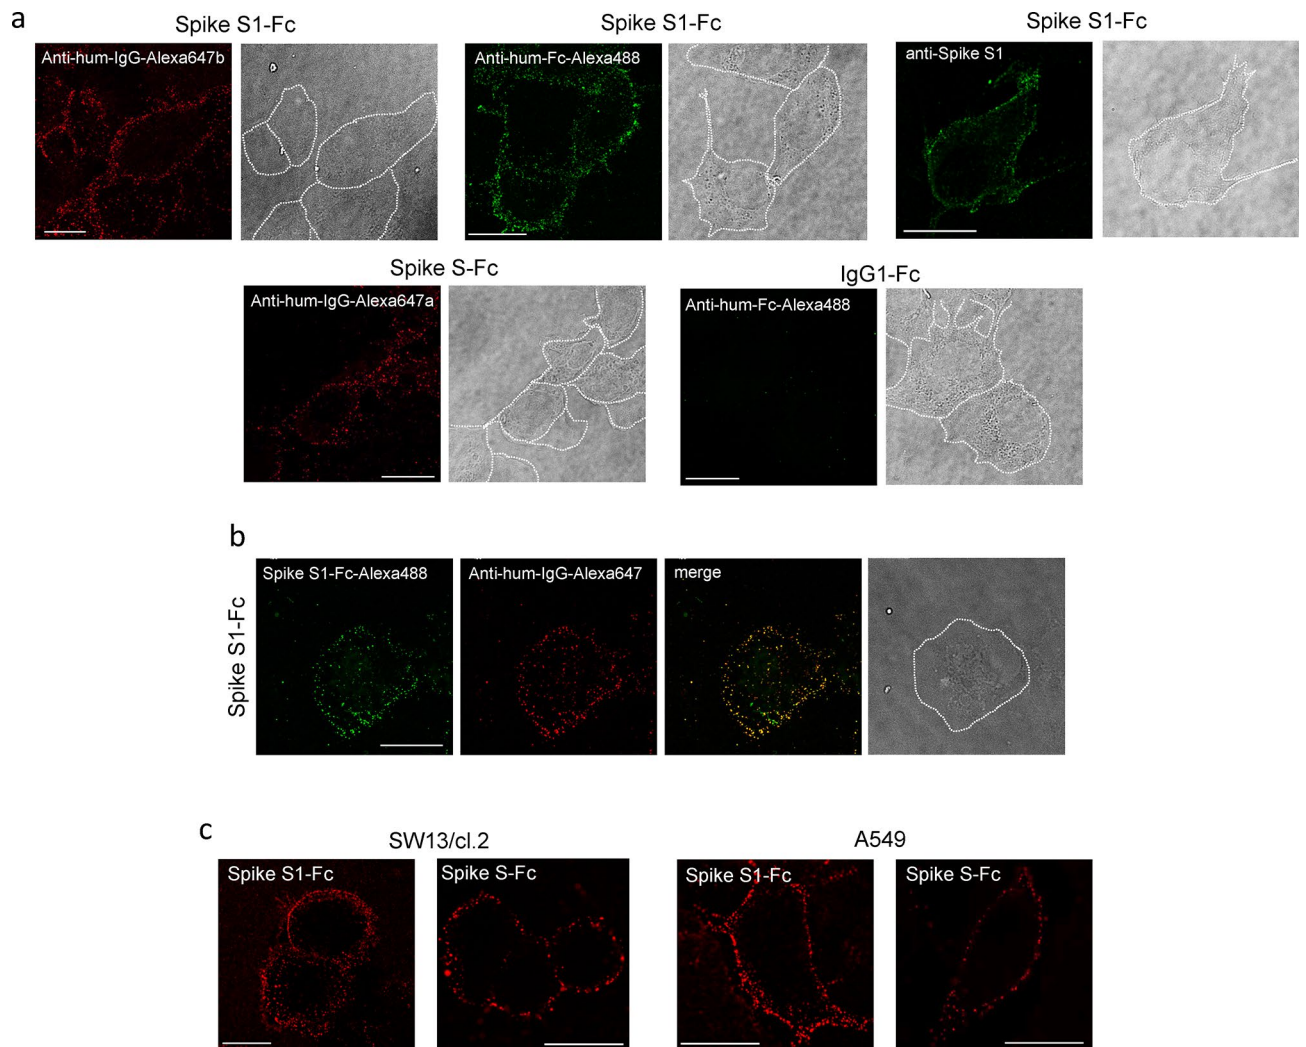 a
Spike S1-Fc
Spike S1-Fc
Spike S1-Fc
Anti-hum-IgG-Alexa647b
Anti-hum-Fc-Alexa488
anti-Spike S1
Spike S-Fc
IgG1-Fc
Anti-hum-IgG-Alexa647a
Anti-hum-Fc-Alexa488
b
Spike S1-Fc
Spike S1-Fc-Alexa488
Anti-hum-IgG-Alexa647
merge
c
SW13/cl.2
A549
Spike S1-Fc
Spike S-Fc
Spike S1-Fc
Spike S-Fc